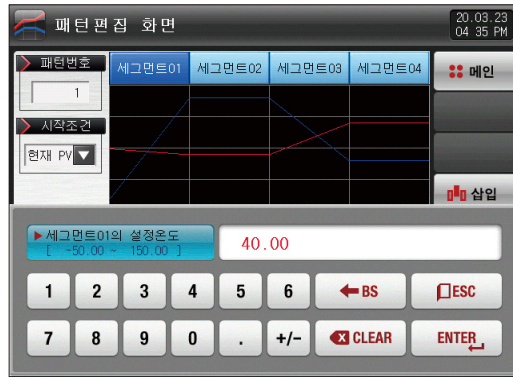 패턴편집 화면
20.03.23
04 35 PM
패턴번호
1
시작조건
현재 PV
세그먼트01 세그먼트02 세그먼트03 세그먼트04
메인
삽입
세그먼트01의 설정온도
[ -50.00 ~ 150.00 ]
40.00
1 2 3 4 5 6 BS ESC
7 8 9 0 . +/- CLEAR ENTER